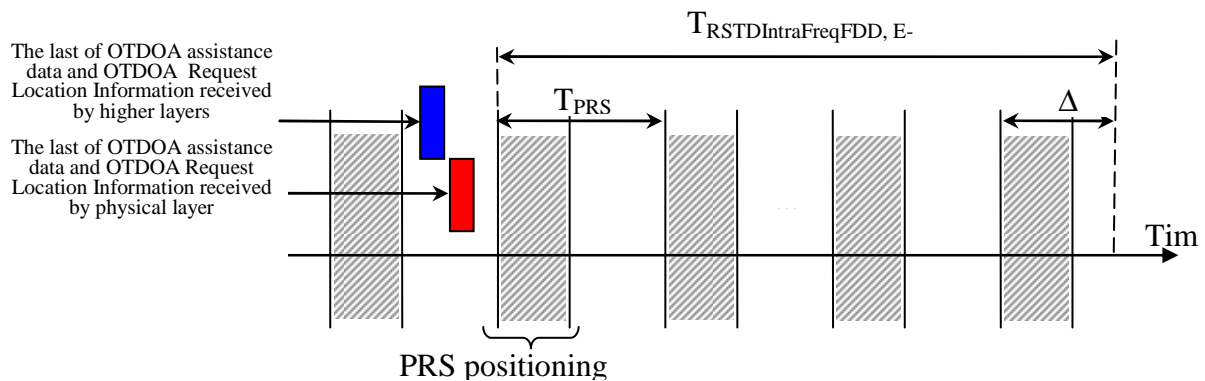 T_RSTDIntraFreqFDD, E-
The last of OTDOA assistance
data and OTDOA Request
Location Information received
by higher layers
T_PRS
Δ
The last of OTDOA assistance
data and OTDOA Request
Location Information received
by physical layer
. . .
Tim
PRS positioning